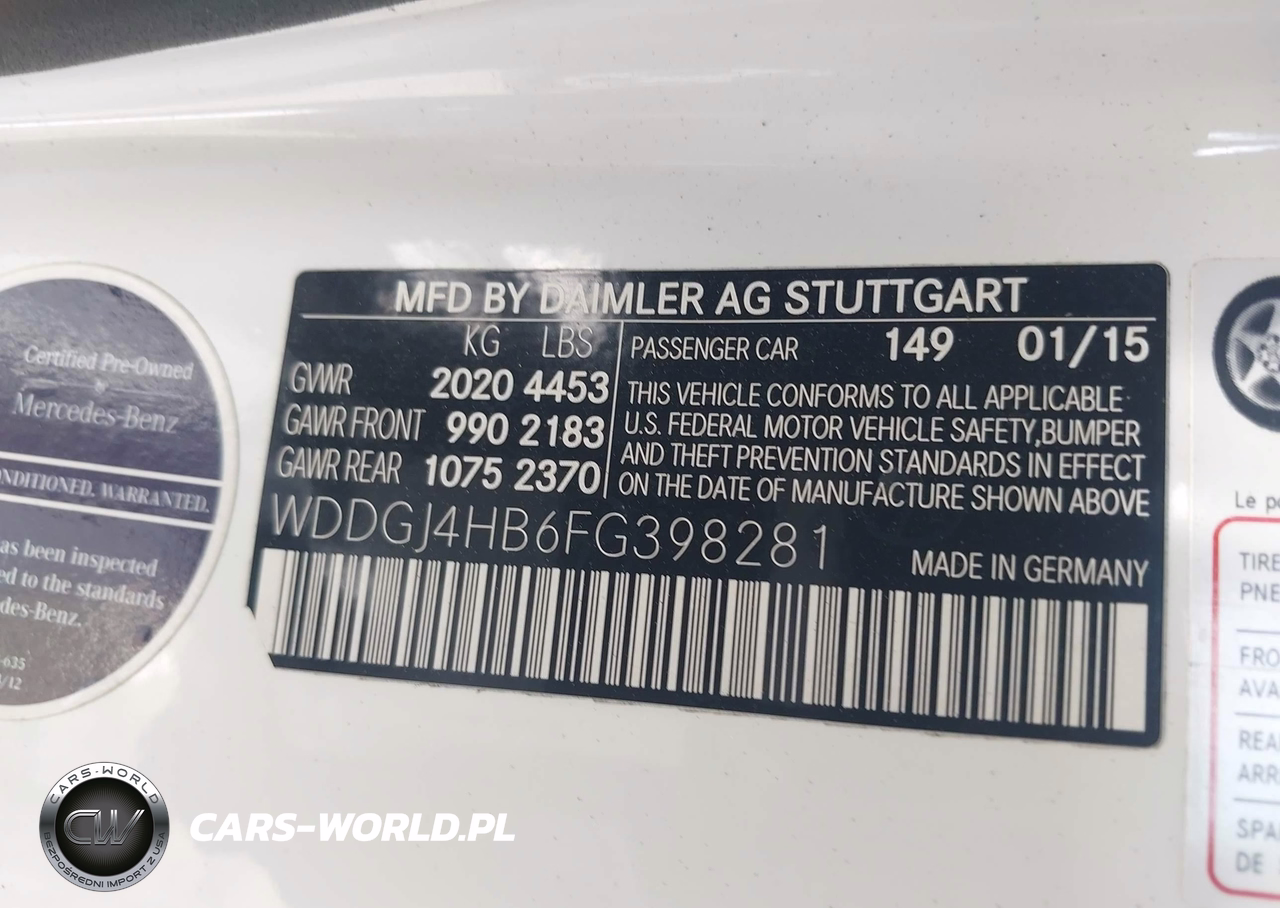 MFD BY DAIMLER AG STUTTGART
KG LBS
GVWR 2020 4453
GAWR FRONT 990 2183
GAWR REAR 1075 2370
PASSENGER CAR 149 01/15
THIS VEHICLE CONFORMS TO ALL APPLICABLE
U.S. FEDERAL MOTOR VEHICLE SAFETY,BUMPER
AND THEFT PREVENTION STANDARDS IN EFFECT
ON THE DATE OF MANUFACTURE SHOWN ABOVE
WDDGJ4HB6FG398281
MADE IN GERMANY
Certified Pre-Owned
by
Mercedes-Benz
NDITIONED. WARRANTED.
as been inspected
ed to the standards
des-Benz.
-635
/12
Le p
TIRE
PNE
FRO
AVA
REA
ARR
SPA
DE
CARS-WORLD
CW
BEZPOŚREDNI IMPORT Z USA
CARS-WORLD.PL